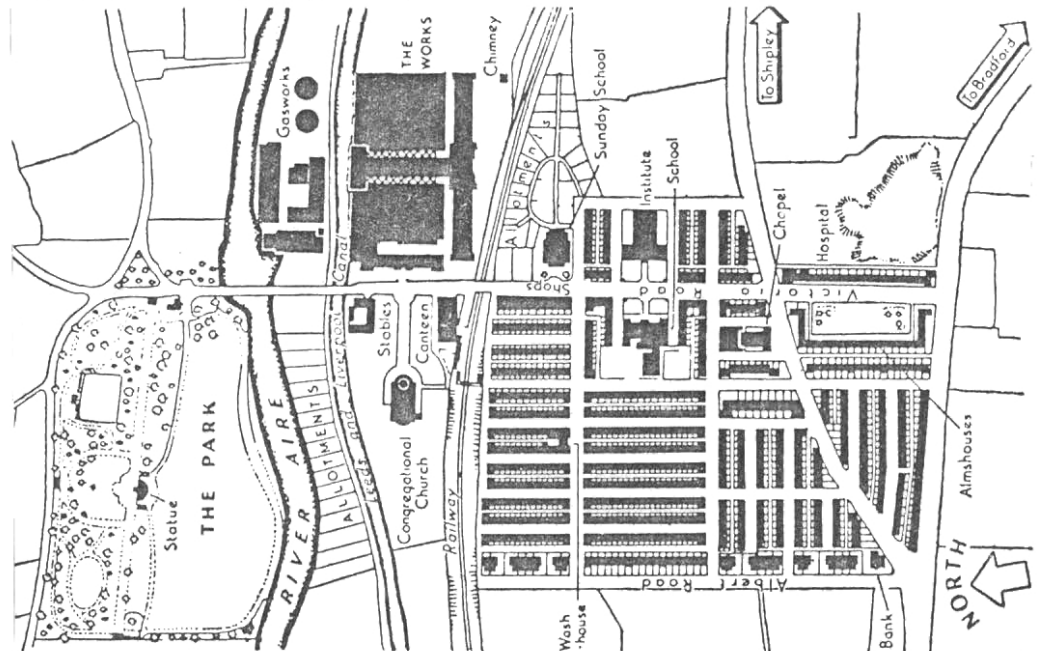 THE PARK
Statue
RIVER AIRE
ALLOTMENTS
Leeds and Liverpool Canal
Gasworks
THE
WORKS
Chimney
Stables
Canteen
Congregational
Church
Railway
Allotments
Sunday School
Shops
Institute
School
Victoria Road
Chapel
Hospital
Almshouses
Albert Road
Wash
-house
Bank
To Shipley
To Bradford
NORTH